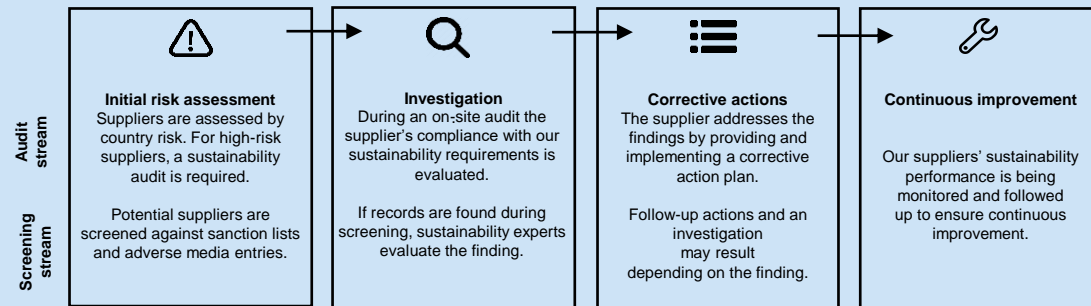 Audit
stream
Screening
stream
Initial risk assessment
Suppliers are assessed by
country risk. For high-risk
suppliers, a sustainability
audit is required.
Potential suppliers are
screened against sanction lists
and adverse media entries.
Investigation
During an on-site audit the
supplier's compliance with our
sustainability requirements is
evaluated.
If records are found during
screening, sustainability experts
evaluate the finding.
Corrective actions
The supplier addresses the
findings by providing and
implementing a corrective
action plan.
Follow-up actions and an
investigation
may result
depending on the finding.
Continuous improvement
Our suppliers' sustainability
performance is being
monitored and followed
up to ensure continuous
improvement.